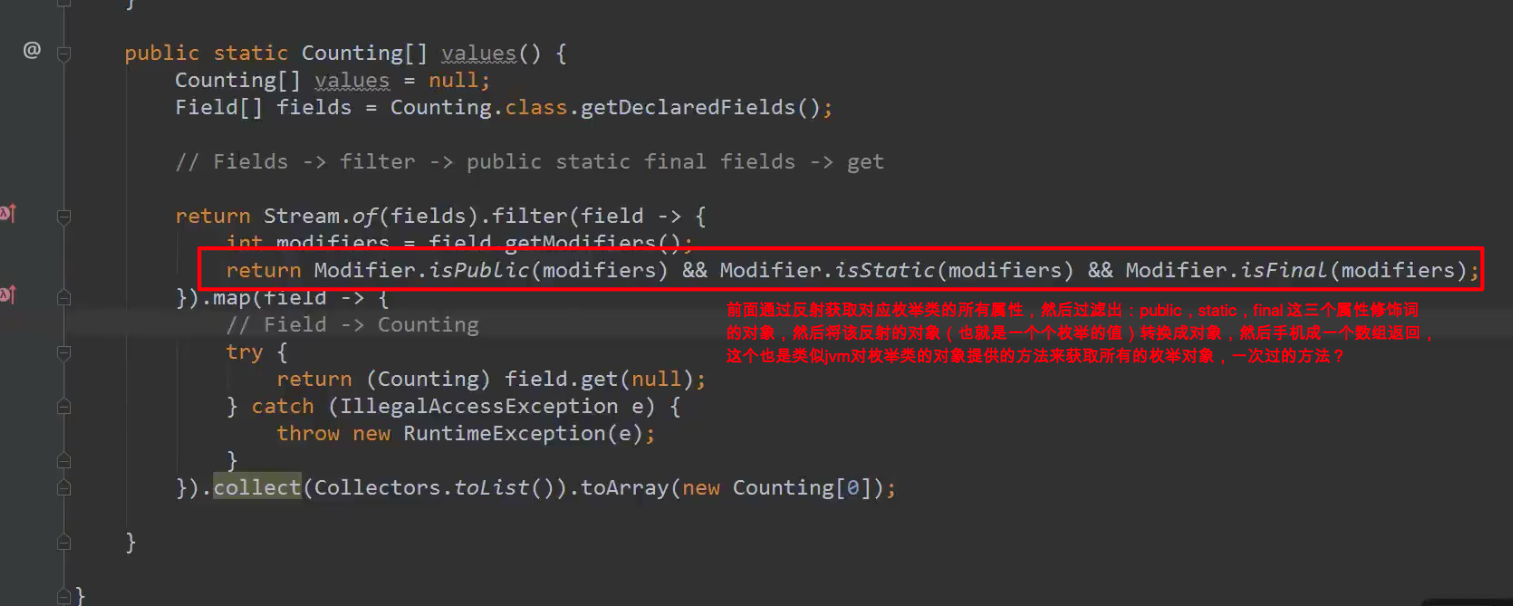 }
@
public static Counting[] values() {
Counting[] values = null;
Field[] fields = Counting.class.getDeclaredFields();
// Fields -> filter -> public static final fields -> get
return Stream.of(fields).filter(field -> {
int modifiers = field.getModifiers();
return Modifier.isPublic(modifiers) && Modifier.isStatic(modifiers) && Modifier.isFinal(modifiers);
}).map(field -> {
前面通过反射获取对应枚举类的所有属性，然后过滤出：public，static，final 这三个属性修饰词
// Field -> Counting
的对象，然后将该反射的对象（也就是一个个枚举的值）转换成对象，然后手机成一个数组返回，
try {
这个也是类似jvm对枚举类的对象提供的方法来获取所有的枚举对象，一次过的方法？
return (Counting) field.get(null);
} catch (IllegalAccessException e) {
throw new RuntimeException(e);
}
}).collect(Collectors.toList()).toArray(new Counting[0]);
}
}